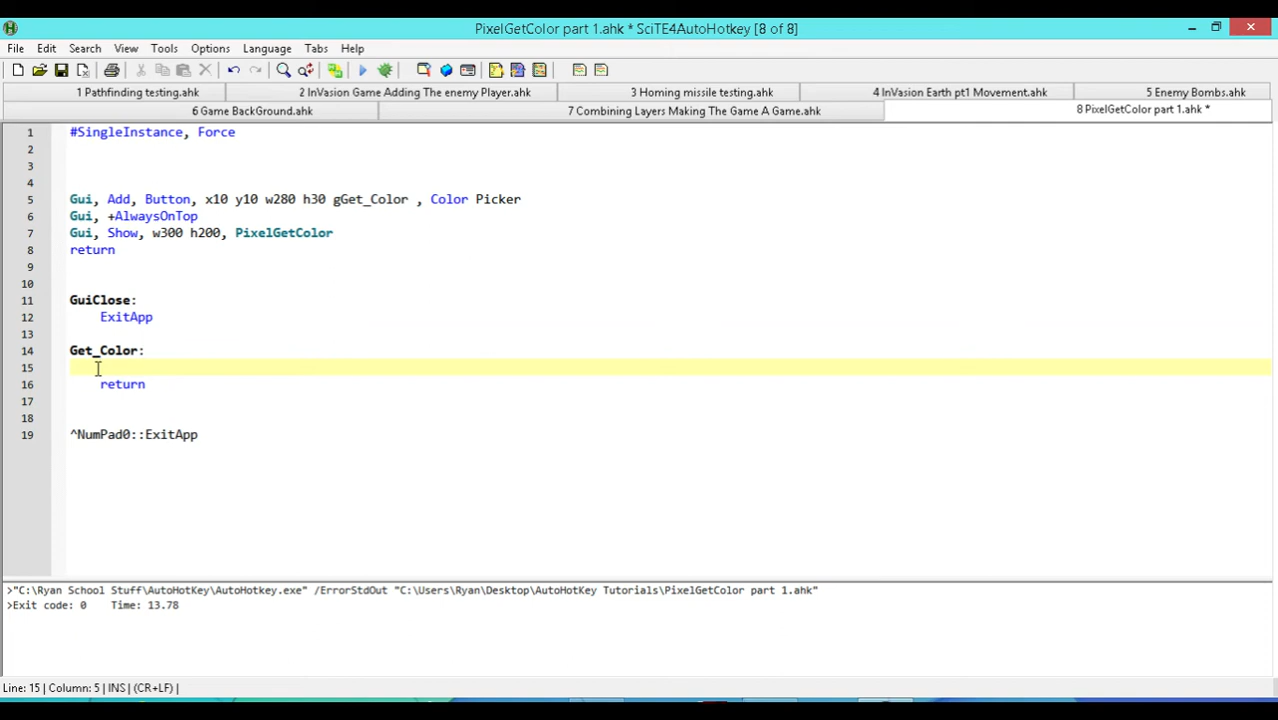 PixelGetColor part 1.ahk * SciTE4AutoHotkey [8 of 8]
File Edit Search View Tools Options Language Tabs Help
1 Pathfinding testing.ahk 2 InVasion Game Adding The enemy Player.ahk 3 Homing missile testing.ahk 4 InVasion Earth pt1 Movement.ahk 5 Enemy Bombs.ahk
6 Game BackGround.ahk 7 Combining Layers Making The Game A Game.ahk 8 PixelGetColor part 1.ahk *
1 #SingleInstance, Force
2
3
4
5 Gui, Add, Button, x10 y10 w280 h30 gGet_Color , Color Picker
6 Gui, +AlwaysOnTop
7 Gui, Show, w300 h200, PixelGetColor
8 return
9
10
11 GuiClose:
12 ExitApp
13
14 Get_Color:
15
16 return
17
18
19 ^NumPad0::ExitApp
>"C:\Ryan School Stuff\AutoHotKey\AutoHotkey.exe" /ErrorStdOut "C:\Users\Ryan\Desktop\AutoHotKey Tutorials\PixelGetColor part 1.ahk"
>Exit code: 0 Time: 13.78
Line: 15 | Column: 5 | INS | (CR+LF) |